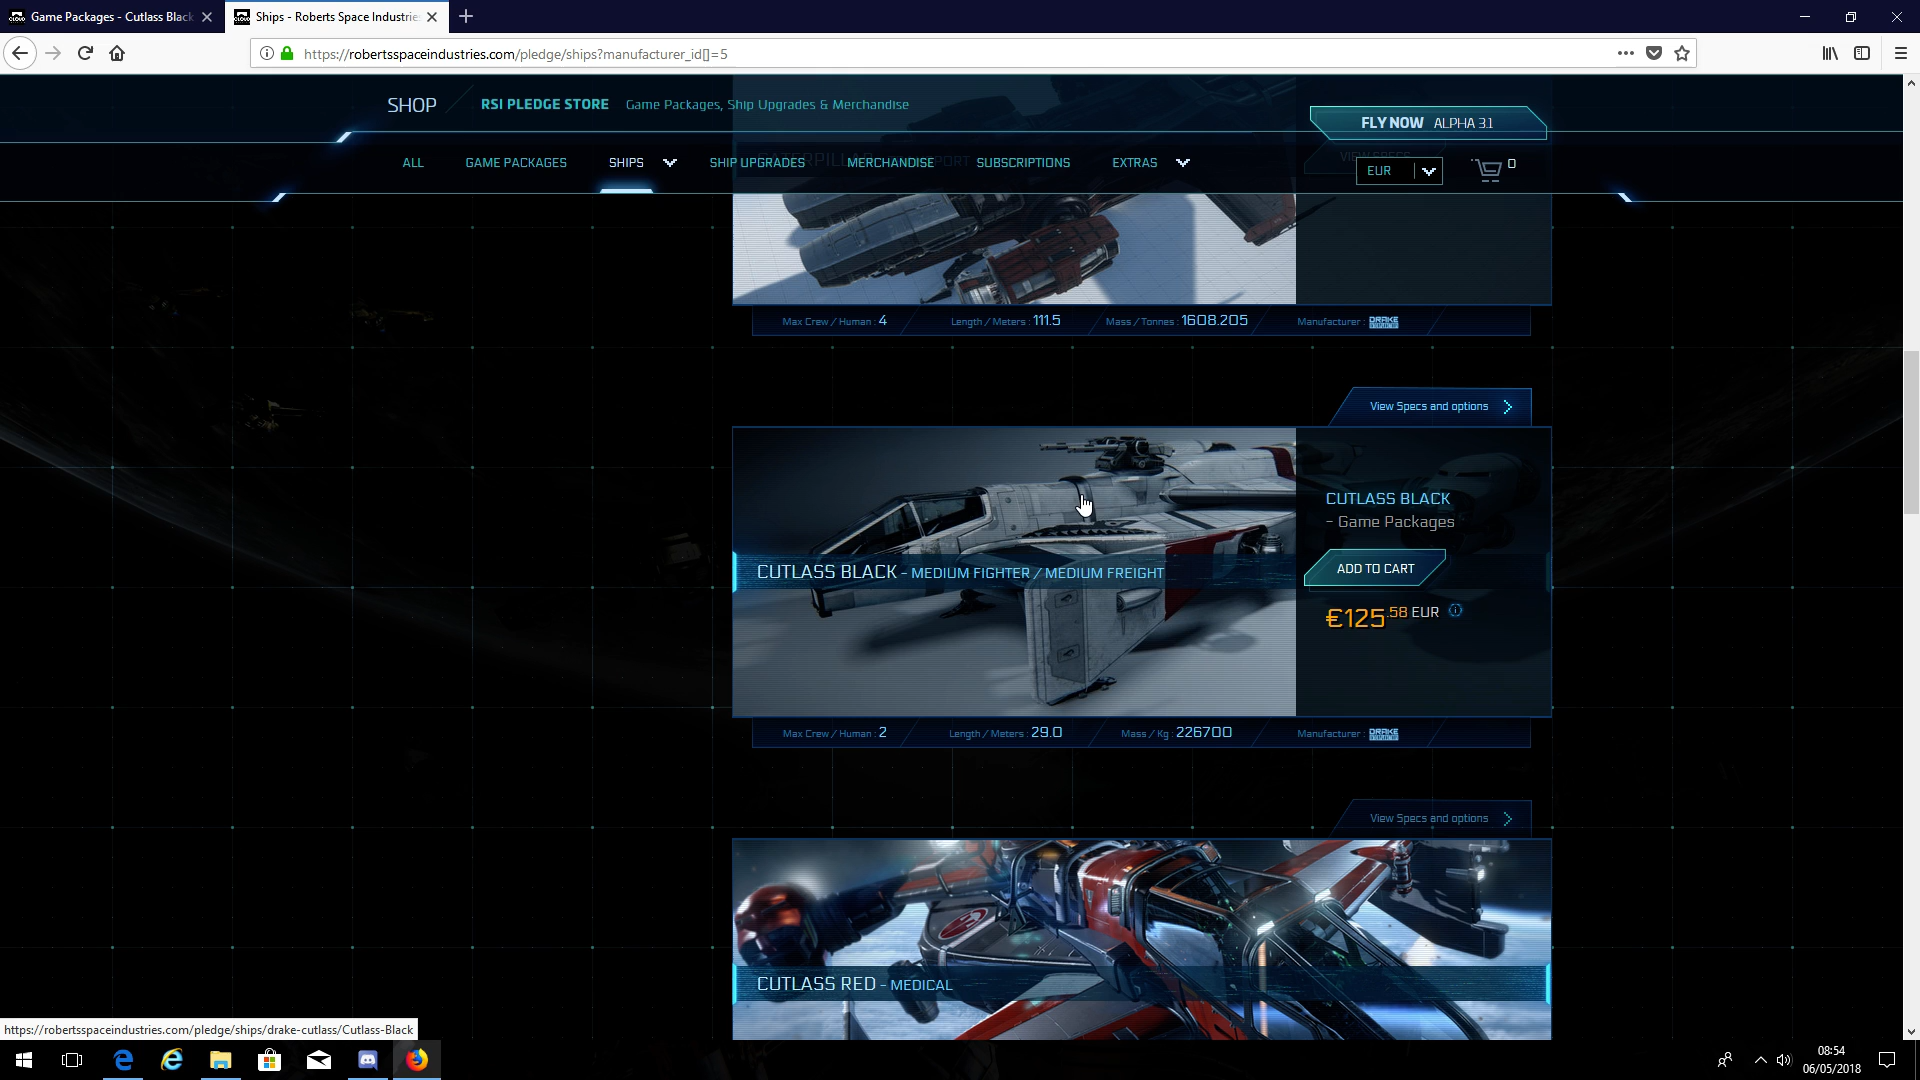 Game Packages - Cutlass Black
Ships - Roberts Space Industries
https://robertsspaceindustries.com/pledge/ships?manufacturer_id[]=5
SHOP
RSI PLEDGE STORE
Game Packages, Ship Upgrades & Merchandise
FLY NOW ALPHA 3.1
ALL
GAME PACKAGES
SHIPS
SHIP UPGRADES
MERCHANDISE
SUBSCRIPTIONS
EXTRAS
EUR
0
Max Crew / Human : 4
Length / Meters : 111.5
Mass / Tonnes : 1608.205
Manufacturer : DRAKE
View Specs and options
CUTLASS BLACK - MEDIUM FIGHTER / MEDIUM FREIGHT
CUTLASS BLACK
- Game Packages
ADD TO CART
€125.58 EUR
Max Crew / Human : 2
Length / Meters : 29.0
Mass / Kg : 226700
Manufacturer : DRAKE
View Specs and options
CUTLASS RED - MEDICAL
https://robertsspaceindustries.com/pledge/ships/drake-cutlass/Cutlass-Black
08:54
06/05/2018